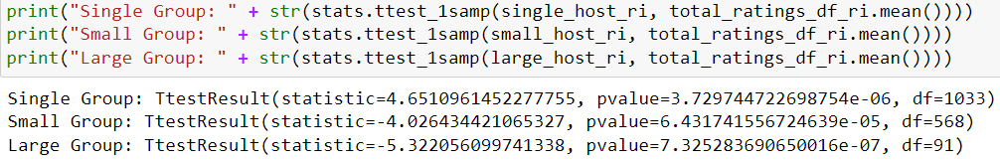 print("Single Group: " + str(stats.ttest_1samp(single_host_ri, total_ratings_df_ri.mean())))
print("Small Group: " + str(stats.ttest_1samp(small_host_ri, total_ratings_df_ri.mean())))
print("Large Group: " + str(stats.ttest_1samp(large_host_ri, total_ratings_df_ri.mean())))
Single Group: TtestResult(statistic=4.6510961452277755, pvalue=3.729744722698754e-06, df=1033)
Small Group: TtestResult(statistic=-4.026434421065327, pvalue=6.431741556724639e-05, df=568)
Large Group: TtestResult(statistic=-5.322056099741338, pvalue=7.325283690650016e-07, df=91)